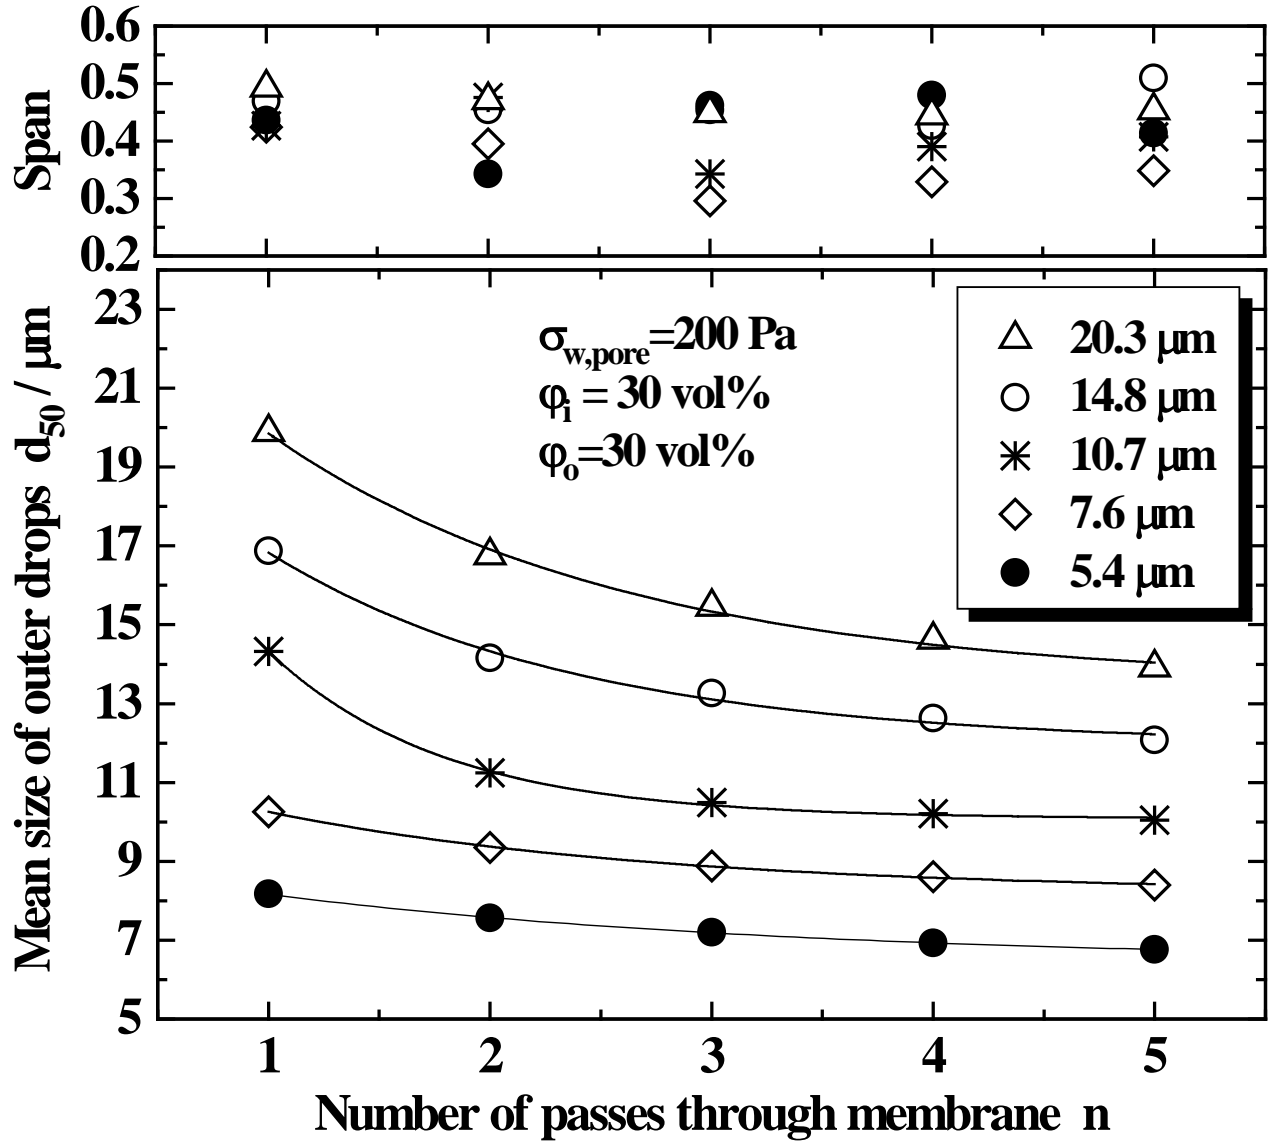 0.6
0.5
0.4
0.3
0.2
Span
23
21
19
17
15
13
11
9
7
5
Mean size of outer drops d50 / μm
σw,pore=200 Pa
φi = 30 vol%
φo=30 vol%
20.3 μm
14.8 μm
10.7 μm
7.6 μm
5.4 μm
1 2 3 4 5
Number of passes through membrane n